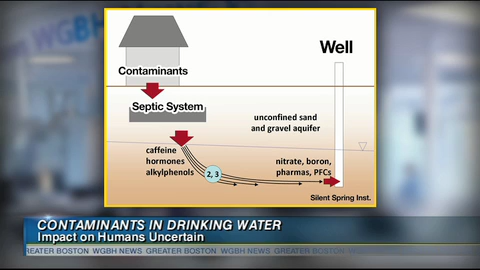 WGBH
Well
Contaminants
Septic System
unconfined sand
and gravel aquifer
caffeine
hormones
alkylphenols
2, 3
nitrate, boron,
pharmas, PFCs
Silent Spring Inst.
CONTAMINANTS IN DRINKING WATER
Impact on Humans Uncertain
REATER BOSTON WGBH NEWS GREATER BOSTON WGBH NEWS GREATER BOSTON